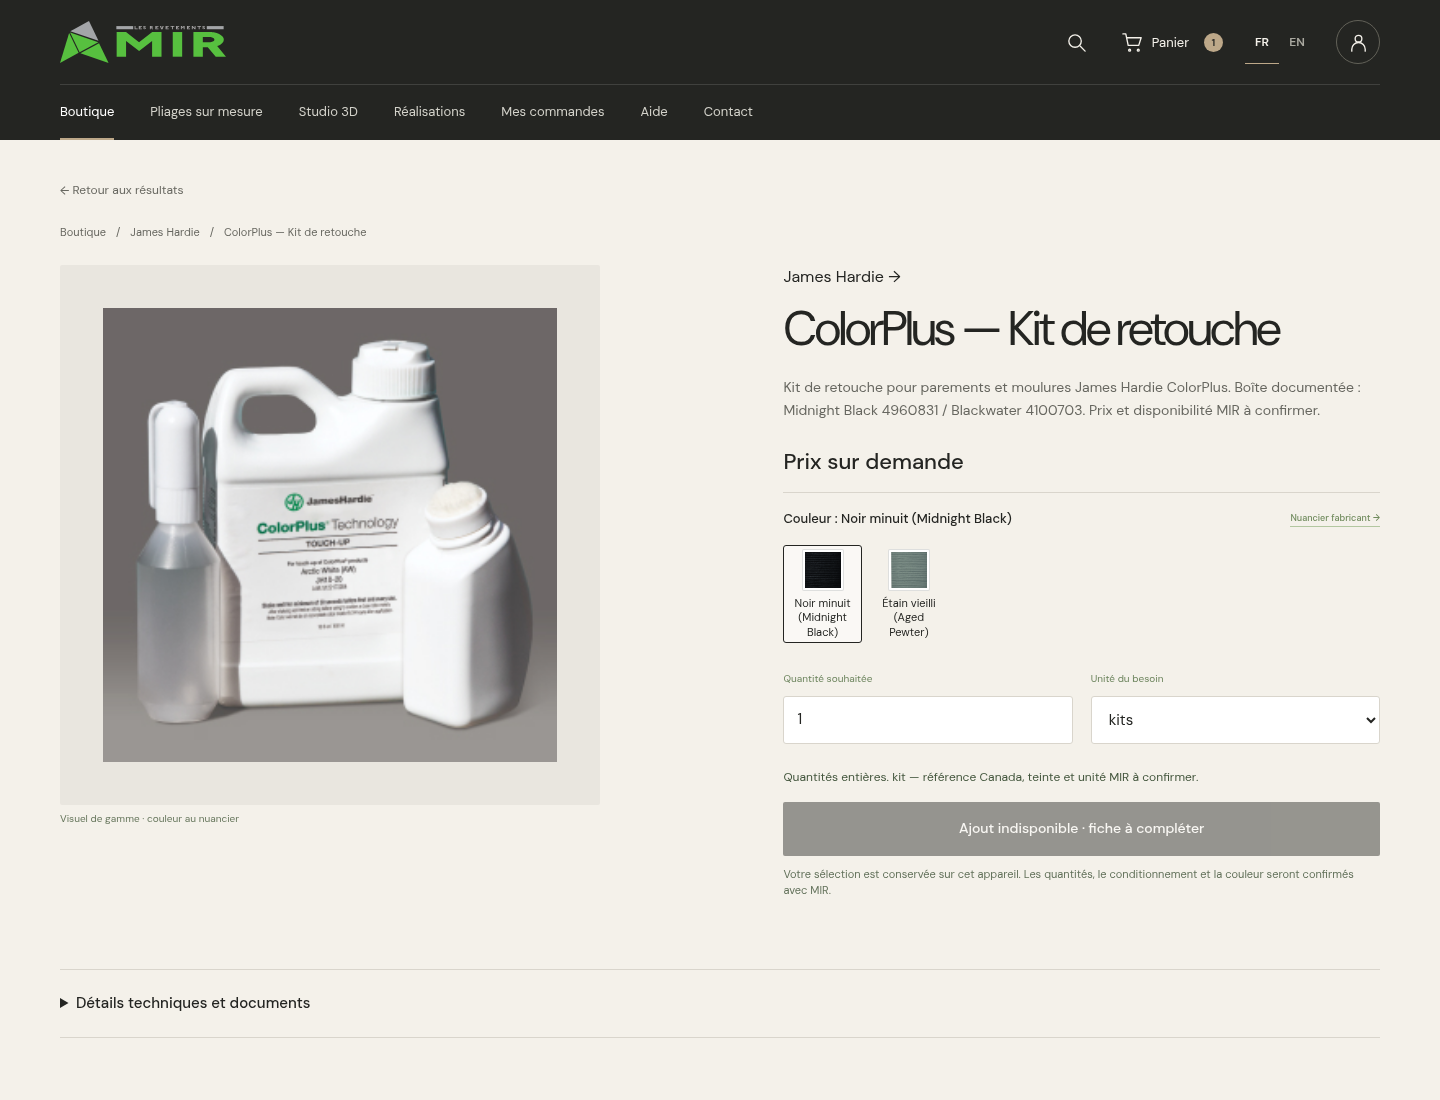 LES REVETEMENTS
MIR
Panier
1
FR
EN
Boutique
Pliages sur mesure
Studio 3D
Réalisations
Mes commandes
Aide
Contact
← Retour aux résultats
Boutique / James Hardie / ColorPlus — Kit de retouche
JamesHardie
ColorPlus Technology
TOUCH-UP
Arctic White
Visuel de gamme · couleur au nuancier
James Hardie →
ColorPlus — Kit de retouche
Kit de retouche pour parements et moulures James Hardie ColorPlus. Boîte documentée :
Midnight Black 4960831 / Blackwater 4100703. Prix et disponibilité MIR à confirmer.
Prix sur demande
Couleur : Noir minuit (Midnight Black)
Nuancier fabricant →
Noir minuit
(Midnight
Black)
Étain vieilli
(Aged
Pewter)
Quantité souhaitée
Unité du besoin
1
kits
Quantités entières. kit — référence Canada, teinte et unité MIR à confirmer.
Ajout indisponible · fiche à compléter
Votre sélection est conservée sur cet appareil. Les quantités, le conditionnement et la couleur seront confirmés
avec MIR.
Détails techniques et documents